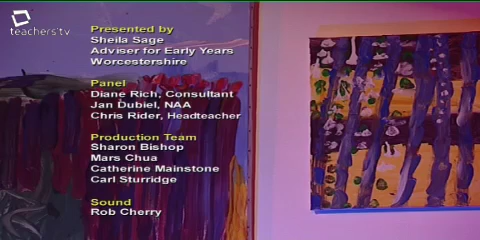 teachers'tv
Presented by
Sheila Sage
Adviser for Early Years
Worcestershire
Panel
Diane Rich, Consultant
Jan Dubiel, NAA
Chris Rider, Headteacher
Production Team
Sharon Bishop
Mars Chua
Catherine Mainstone
Carl Sturridge
Sound
Rob Cherry